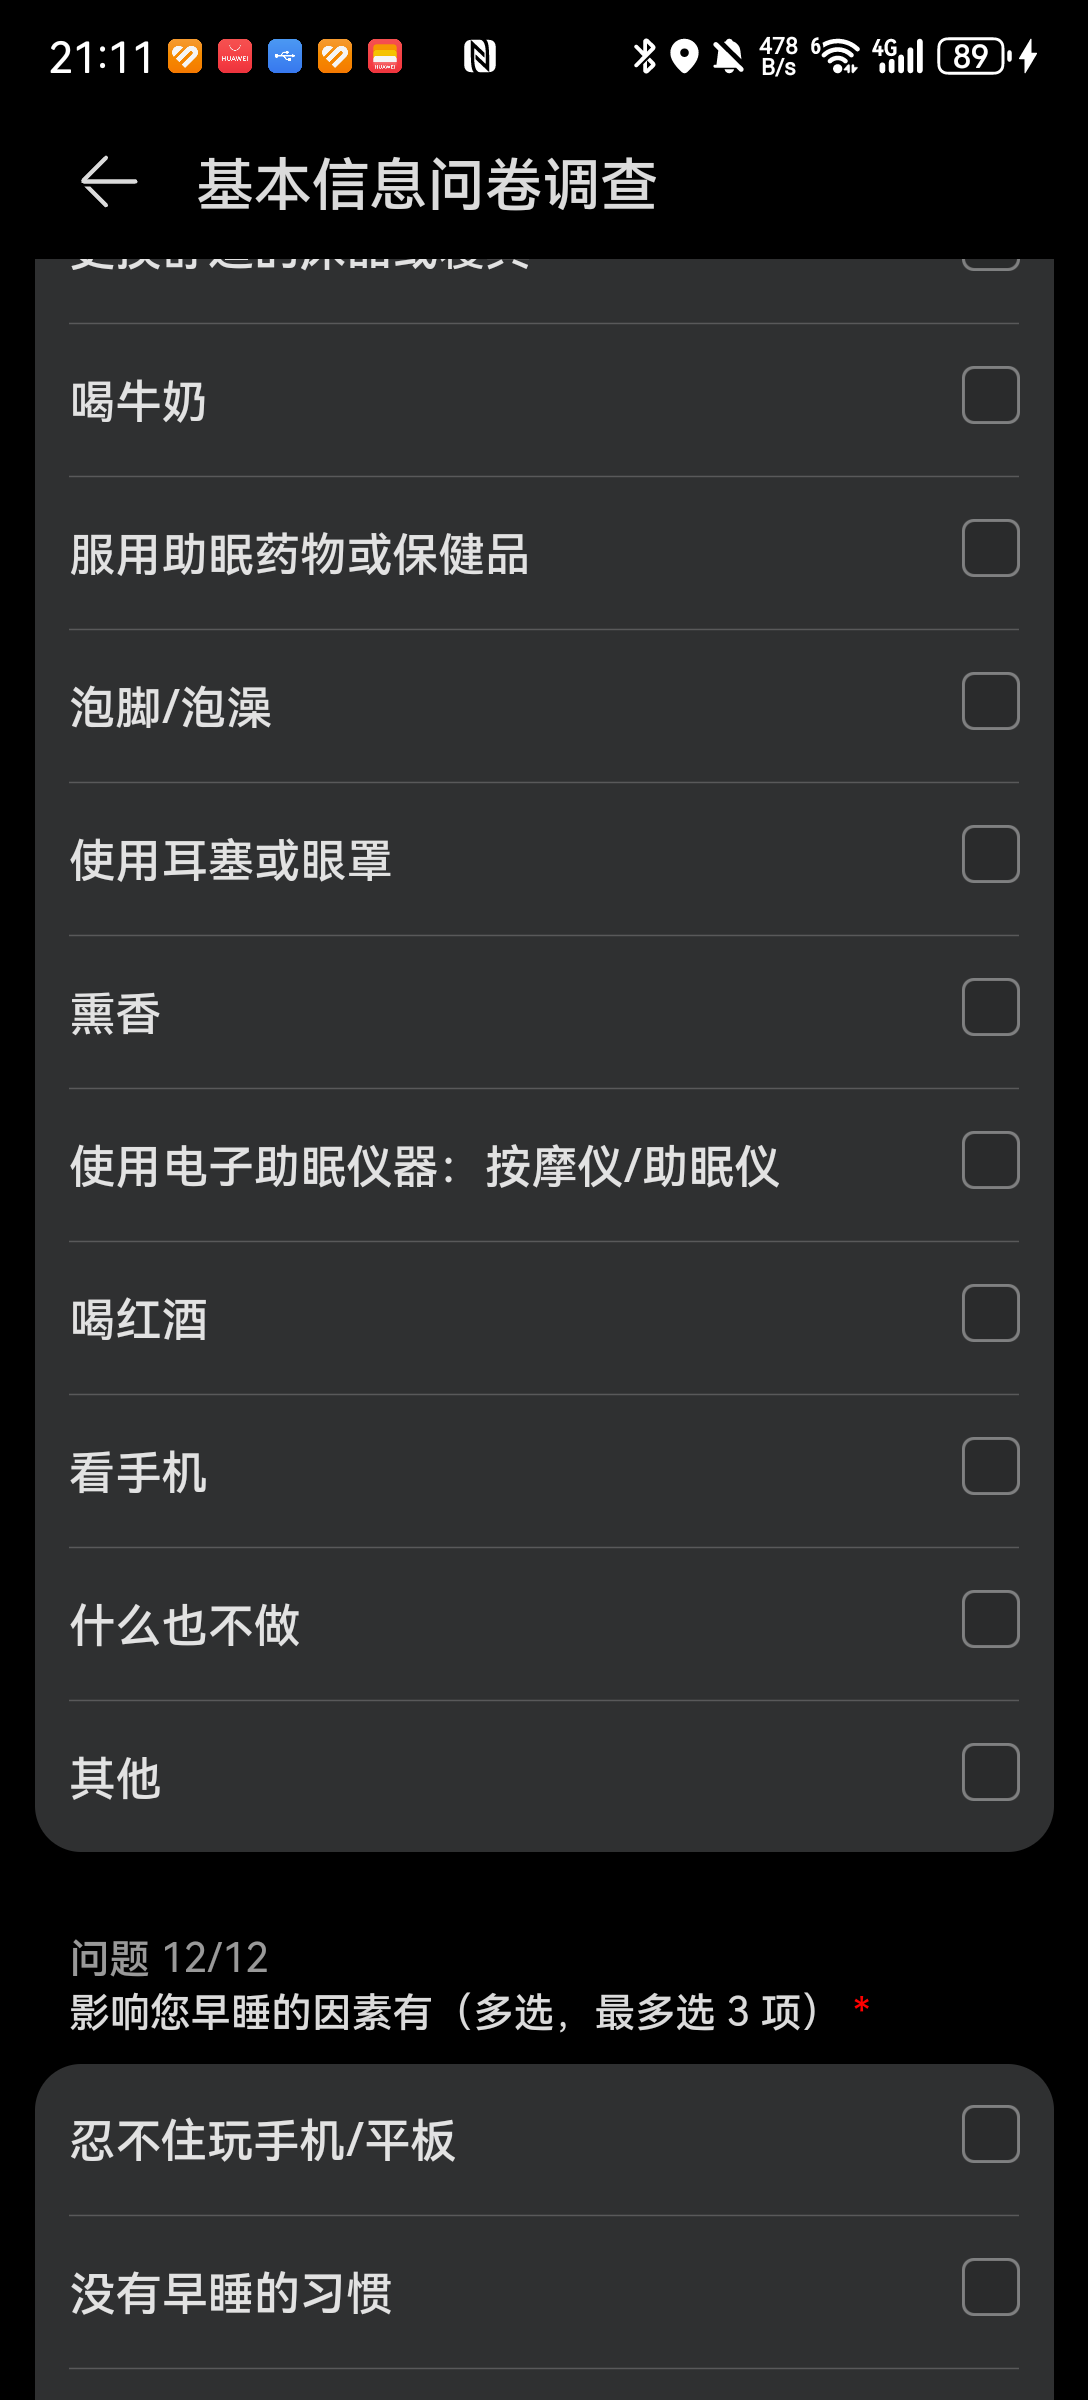 21:11
478 B/s
6
4G
89
基本信息问卷调查
喝牛奶
服用助眠药物或保健品
泡脚/泡澡
使用耳塞或眼罩
熏香
使用电子助眠仪器：按摩仪/助眠仪
喝红酒
看手机
什么也不做
其他
问题 12/12
影响您早睡的因素有（多选，最多选 3 项） *
忍不住玩手机/平板
没有早睡的习惯